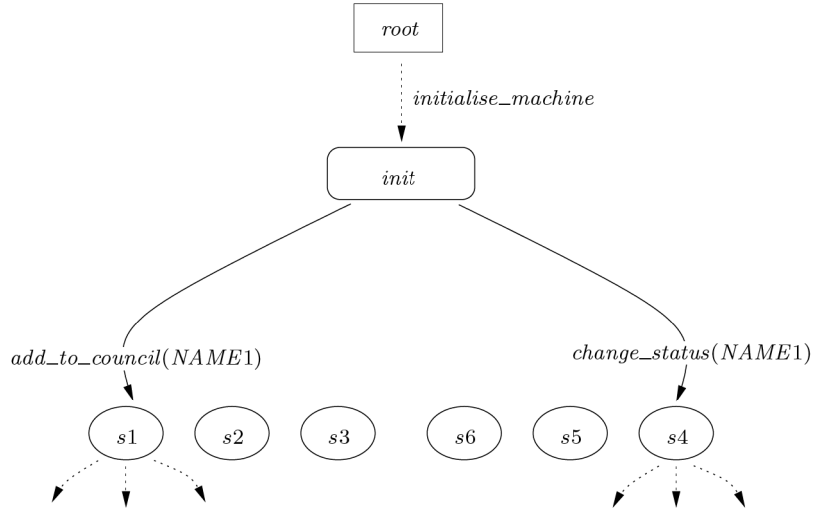 root
initialise_machine
init
add_to_council(NAME1)
change_status(NAME1)
s1 s2 s3 s6 s5 s4